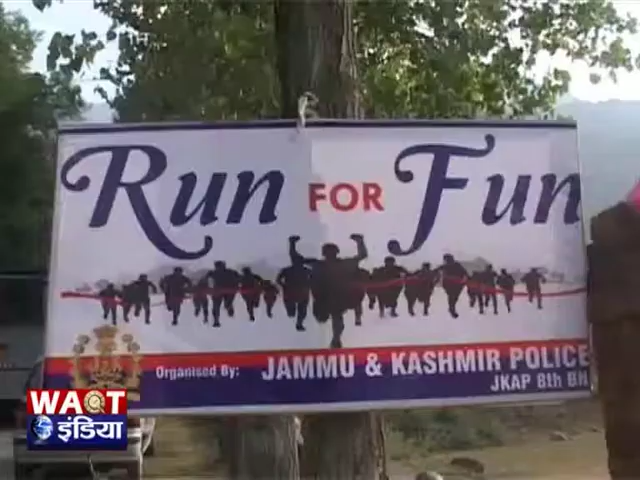 Run FOR Fun
Organised By: JAMMU & KASHMIR POLICE
JKAP 8th BN
WAQT
इंडिया